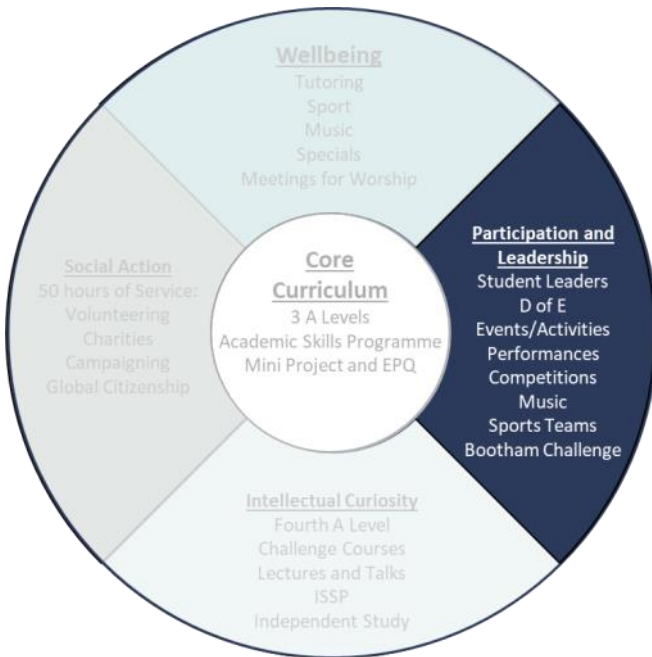 Wellbeing
Tutoring
Sport
Music
Specials
Meetings for Worship
Social Action
50 hours of Service:
Volunteering
Charities
Campaigning
Global Citizenship
Core
Curriculum
3 A Levels
Academic Skills Programme
Mini Project and EPQ
Participation and
Leadership
Student Leaders
D of E
Events/Activities
Performances
Competitions
Music
Sports Teams
Bootham Challenge
Intellectual Curiosity
Fourth A Level
Challenge Courses
Lectures and Talks
ISSP
Independent Study